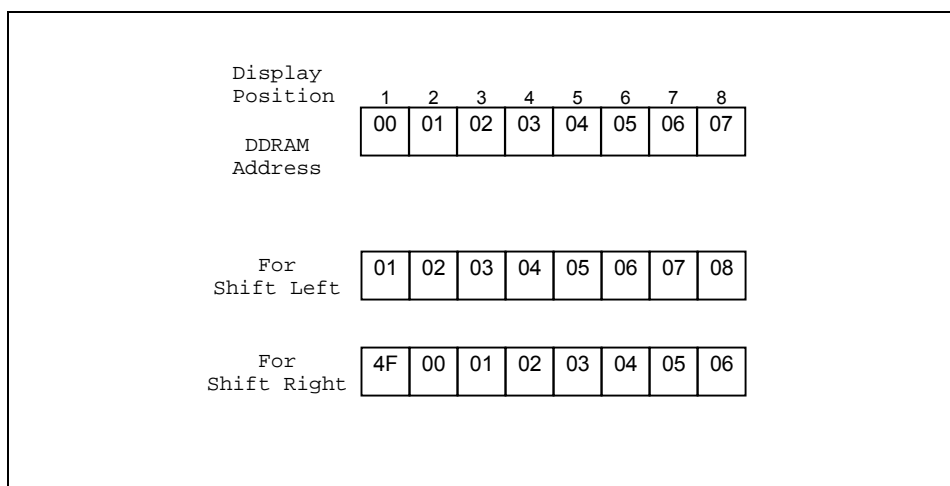 Display
Position 1 2 3 4 5 6 7 8
00 01 02 03 04 05 06 07
DDRAM
Address
For
Shift Left
01 02 03 04 05 06 07 08
For
Shift Right
4F 00 01 02 03 04 05 06